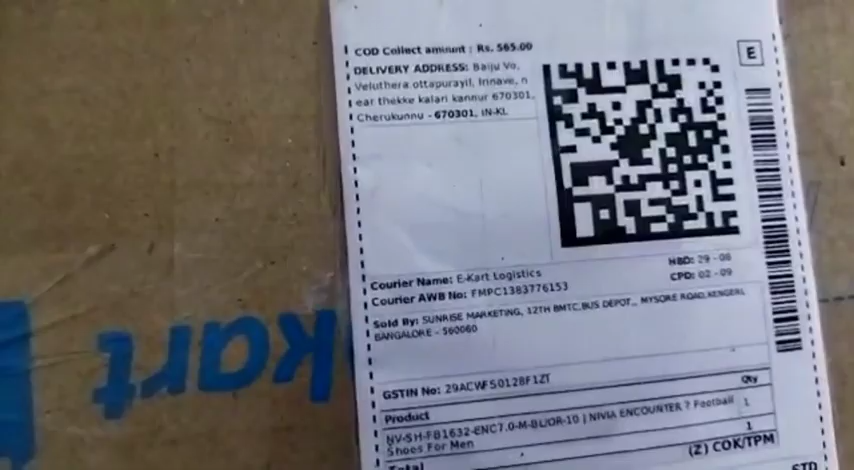 COD Collect amount : Rs. 565.00
E
DELIVERY ADDRESS: Baiju Vo,
Veluthera ottapurayil, Irinave, n
ear thekke kalari kannur 670301,
Cherukunnu - 670301, IN-KL
HBD: 29 - 08
CPD: 02 - 09
Courier Name: E-Kart Logistics
Courier AWB No: FMPC1383776153
Sold By: SUNRISE MARKETING, 12TH BMTC,BUS DEPOT,, MYSORE ROAD,KENGERI,
BANGALORE - 560060
GSTIN No: 29ACWFS0128F1ZT
Product Qty
NV-SH-FB1632-ENC7.0-M-BL/OR-10 | NIVIA ENCOUNTER 7 Football 1
Shoes For Men
Total 1
(Z) COK/TPM
STD
kart